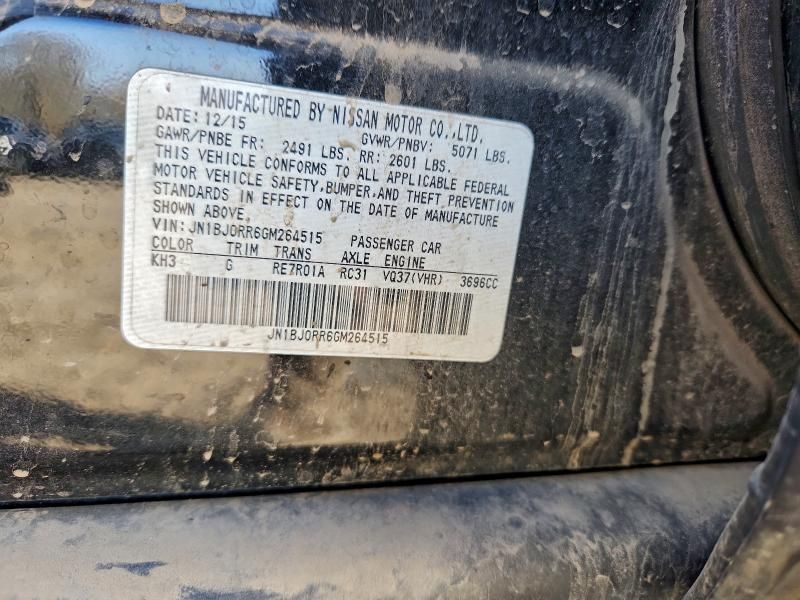 MANUFACTURED BY NISSAN MOTOR CO.,LTD.
DATE: 12/15 GVWR/PNBV: 5071 LBS.
GAWR/PNBE FR: 2491 LBS. RR: 2601 LBS.
THIS VEHICLE CONFORMS TO ALL APPLICABLE FEDERAL
MOTOR VEHICLE SAFETY,BUMPER,AND THEFT PREVENTION
STANDARDS IN EFFECT ON THE DATE OF MANUFACTURE
SHOWN ABOVE.
VIN: JN1BJ0RR6GM264515 PASSENGER CAR
COLOR TRIM TRANS AXLE ENGINE
KH3 G RE7R01A RC31 VQ37(VHR) 3696CC
JN1BJ0RR6GM264515